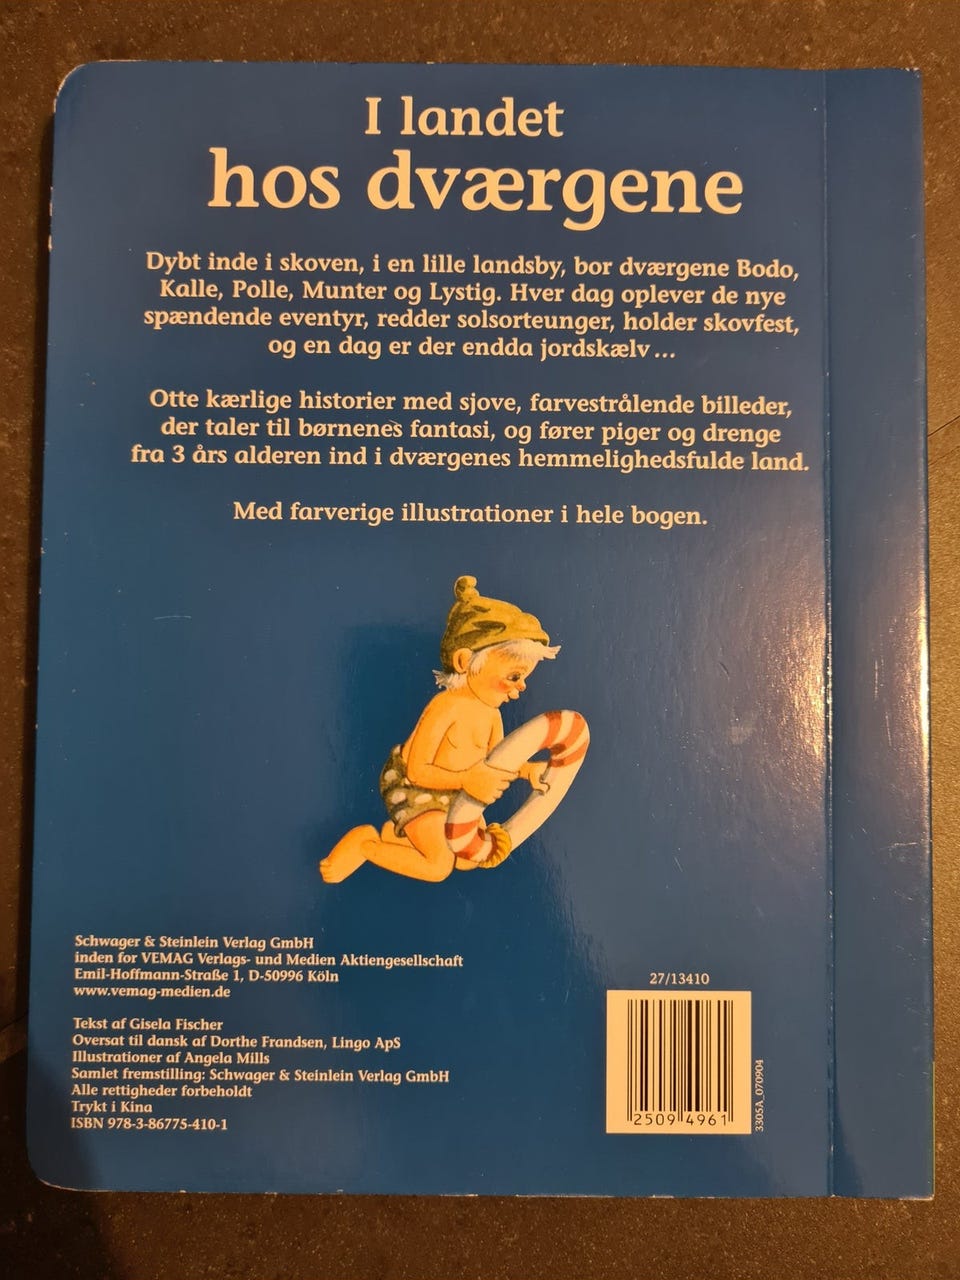 I landet
hos dværgene
Dybt inde i skoven, i en lille landsby, bor dværgene Bodo,
Kalle, Polle, Munter og Lystig. Hver dag oplever de nye
spændende eventyr, redder solsorteunger, holder skovfest,
og en dag er der endda jordskælv...
Otte kærlige historier med sjove, farvestrålende billeder,
der taler til børnenes fantasi, og fører piger og drenge
fra 3 års alderen ind i dværgenes hemmelighedsfulde land.
Med farverige illustrationer i hele bogen.
Schwager & Steinlein Verlag GmbH
inden for VEMAG Verlags- und Medien Aktiengesellschaft
Emil-Hoffmann-Straße 1, D-50996 Köln
www.vemag-medien.de
Tekst af Gisela Fischer
Oversat til dansk af Dorthe Frandsen, Lingo ApS
Illustrationer af Angela Mills
Samlet fremstilling: Schwager & Steinlein Verlag GmbH
Alle rettigheder forbeholdt
Trykt i Kina
ISBN 978-3-86775-410-1
27/13410
2509 4961
3305A_070904